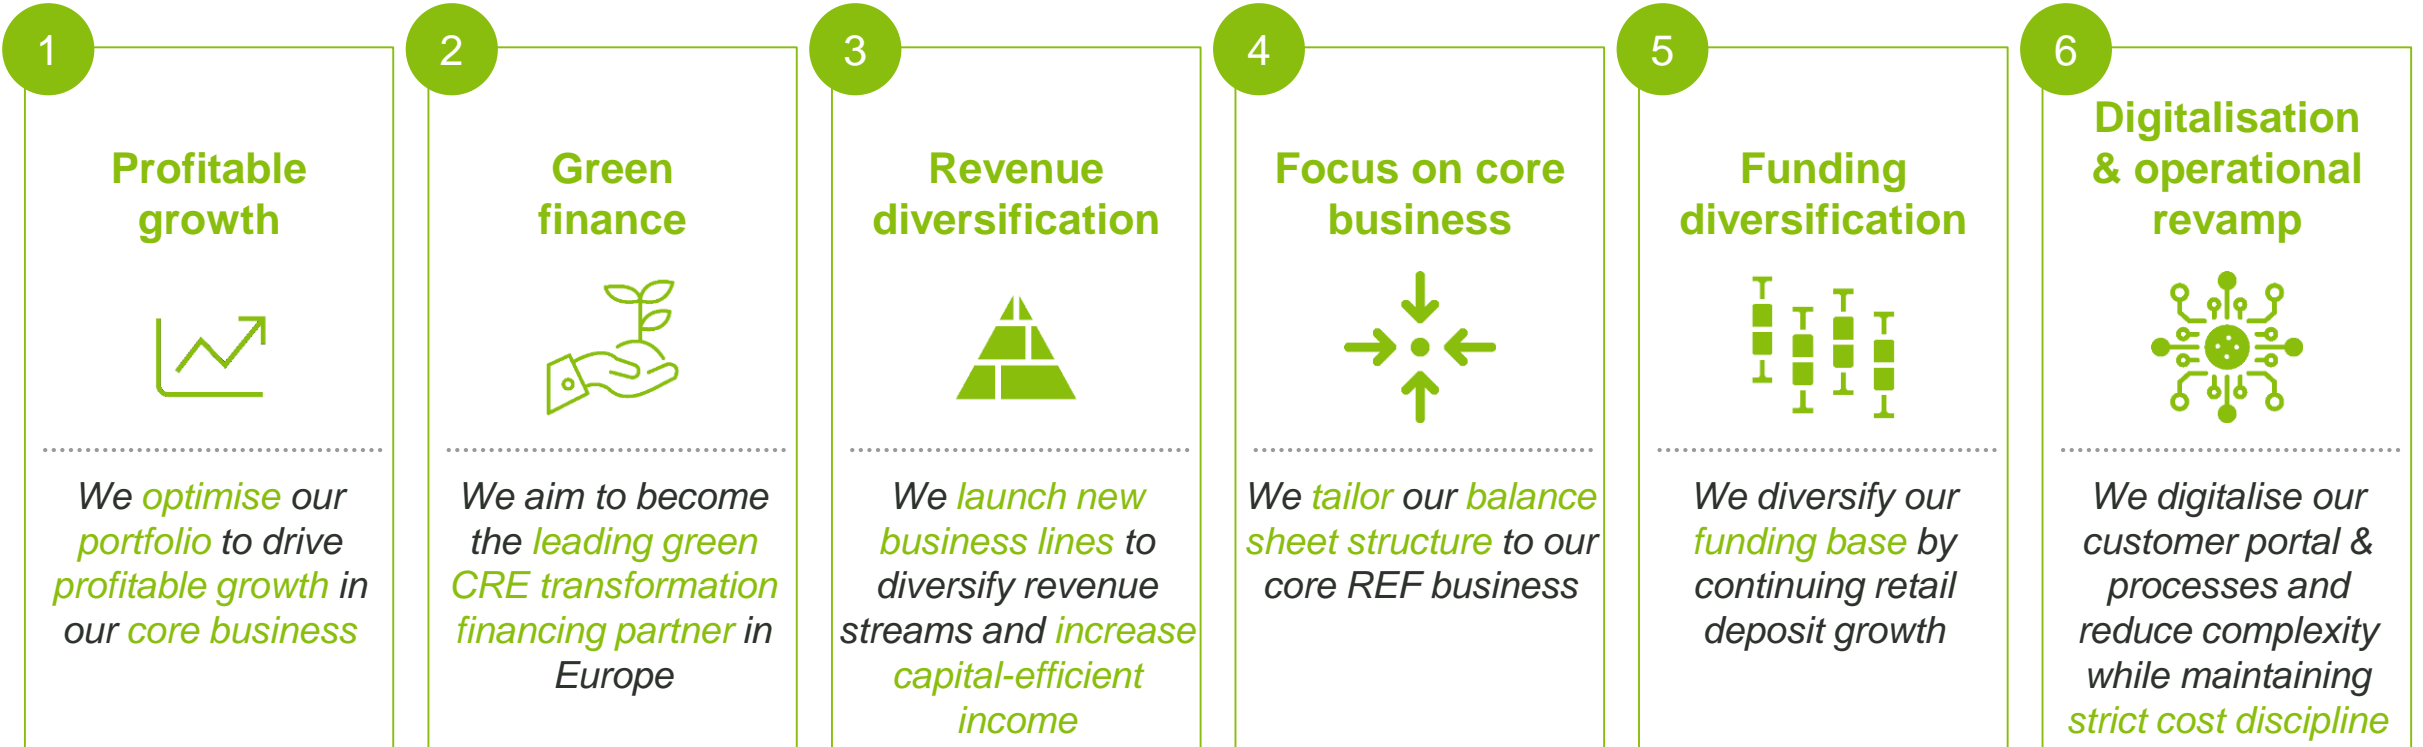 1
Profitable
growth
We optimise our
portfolio to drive
profitable growth in
our core business
2
Green
finance
We aim to become
the leading green
CRE transformation
financing partner in
Europe
3
Revenue
diversification
We launch new
business lines to
diversify revenue
streams and increase
capital-efficient
income
4
Focus on core
business
We tailor our balance
sheet structure to our
core REF business
5
Funding
diversification
We diversify our
funding base by
continuing retail
deposit growth
6
Digitalisation
& operational
revamp
We digitalise our
customer portal &
processes and
reduce complexity
while maintaining
strict cost discipline